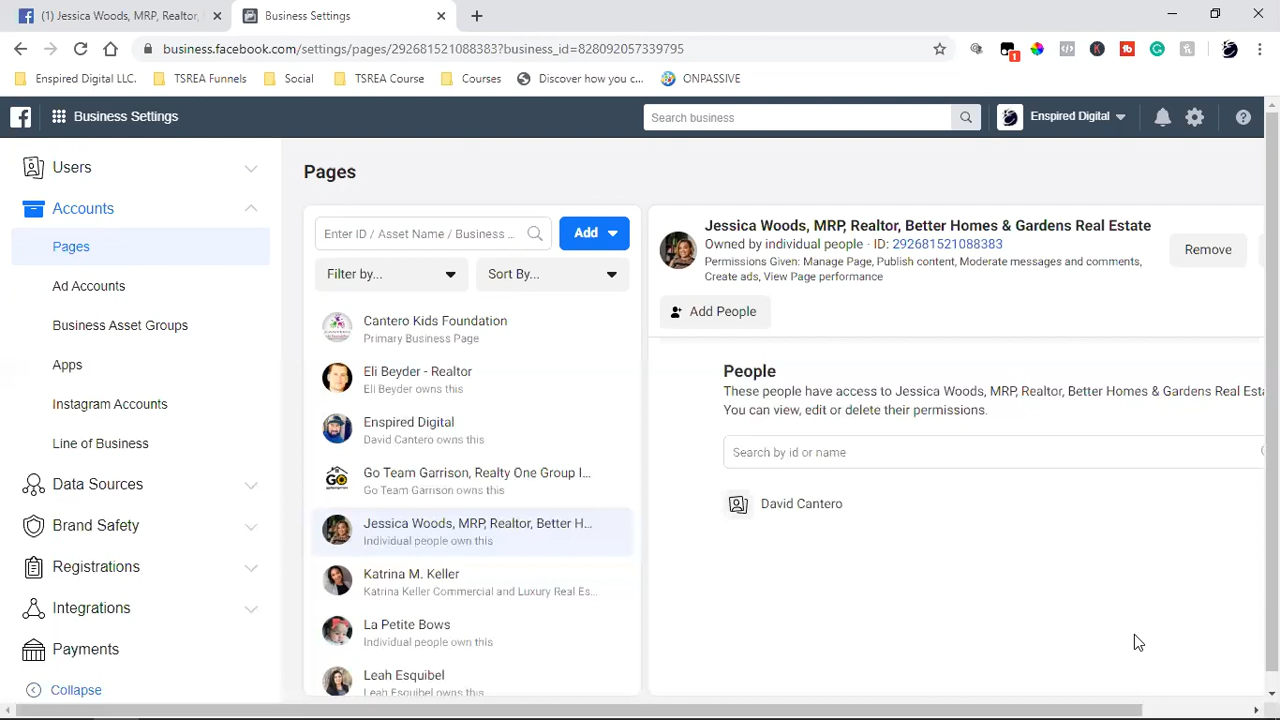 (1) Jessica Woods, MRP, Realtor,
Business Settings
business.facebook.com/settings/pages/292681521088383?business_id=828092057339795
1
Enspired Digital LLC.
TSREA Funnels
Social
TSREA Course
Courses
Discover how you c...
ONPASSIVE
Business Settings
Search business
Enspired Digital
Users
Accounts
Pages
Ad Accounts
Business Asset Groups
Apps
Instagram Accounts
Line of Business
Data Sources
Brand Safety
Registrations
Integrations
Payments
Collapse
Pages
Enter ID / Asset Name / Business ...
Add
Filter by...
Sort By...
Cantero Kids Foundation
Primary Business Page
Eli Beyder - Realtor
Eli Beyder owns this
Enspired Digital
David Cantero owns this
Go Team Garrison, Realty One Group I...
Go Team Garrison owns this
Jessica Woods, MRP, Realtor, Better H...
Individual people own this
Katrina M. Keller
Katrina Keller Commercial and Luxury Real Es...
La Petite Bows
Individual people own this
Leah Esquibel
Leah Esquibel owns this
Jessica Woods, MRP, Realtor, Better Homes & Gardens Real Estate
Owned by individual people · ID: 292681521088383
Permissions Given: Manage Page, Publish content, Moderate messages and comments,
Create ads, View Page performance
Remove
Add People
People
These people have access to Jessica Woods, MRP, Realtor, Better Homes & Gardens Real Esta
You can view, edit or delete their permissions.
Search by id or name
David Cantero